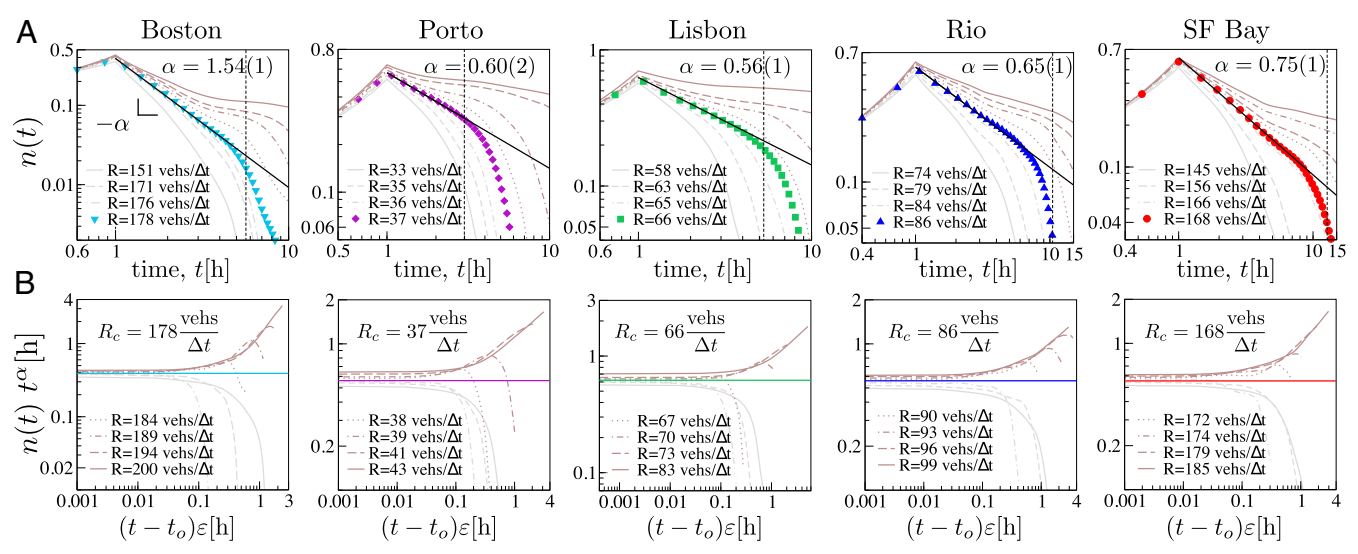 A
Boston
Porto
Lisbon
Rio
SF Bay
n(t)
0.5
0.1
0.01
α = 1.54(1)
−α
R=151 vehs/Δt
R=171 vehs/Δt
R=176 vehs/Δt
R=178 vehs/Δt
0.6 1 10
time, t[h]
0.8
0.1
0.06
α = 0.60(2)
R=33 vehs/Δt
R=35 vehs/Δt
R=36 vehs/Δt
R=37 vehs/Δt
0.5 1 10
time, t[h]
1
0.1
0.05
α = 0.56(1)
R=58 vehs/Δt
R=63 vehs/Δt
R=65 vehs/Δt
R=66 vehs/Δt
0.6 1 10
time, t[h]
0.7
0.1
0.05
α = 0.65(1)
R=74 vehs/Δt
R=79 vehs/Δt
R=84 vehs/Δt
R=86 vehs/Δt
0.4 1 10 15
time, t[h]
0.7
0.1
0.04
α = 0.75(1)
R=145 vehs/Δt
R=156 vehs/Δt
R=166 vehs/Δt
R=168 vehs/Δt
0.4 1 10 15
time, t[h]
B
n(t) t^α[h]
4
1
0.1
0.02
R_c = 178 vehs/Δt
R=184 vehs/Δt
R=189 vehs/Δt
R=194 vehs/Δt
R=200 vehs/Δt
0.001 0.01 0.1 1 3
(t − t_o)ε[h]
2
1
0.2
R_c = 37 vehs/Δt
R=38 vehs/Δt
R=39 vehs/Δt
R=41 vehs/Δt
R=43 vehs/Δt
0.001 0.01 0.1 1 4
(t − t_o)ε[h]
3
1
0.1
R_c = 66 vehs/Δt
R=67 vehs/Δt
R=70 vehs/Δt
R=73 vehs/Δt
R=83 vehs/Δt
0.001 0.01 0.1 1 5
(t − t_o)ε[h]
2
1
0.2
R_c = 86 vehs/Δt
R=90 vehs/Δt
R=93 vehs/Δt
R=96 vehs/Δt
R=99 vehs/Δt
0.001 0.01 0.1 1 4
(t − t_o)ε[h]
2
1
0.2
R_c = 168 vehs/Δt
R=172 vehs/Δt
R=174 vehs/Δt
R=179 vehs/Δt
R=185 vehs/Δt
0.001 0.01 0.1 1 4
(t − t_o)ε[h]